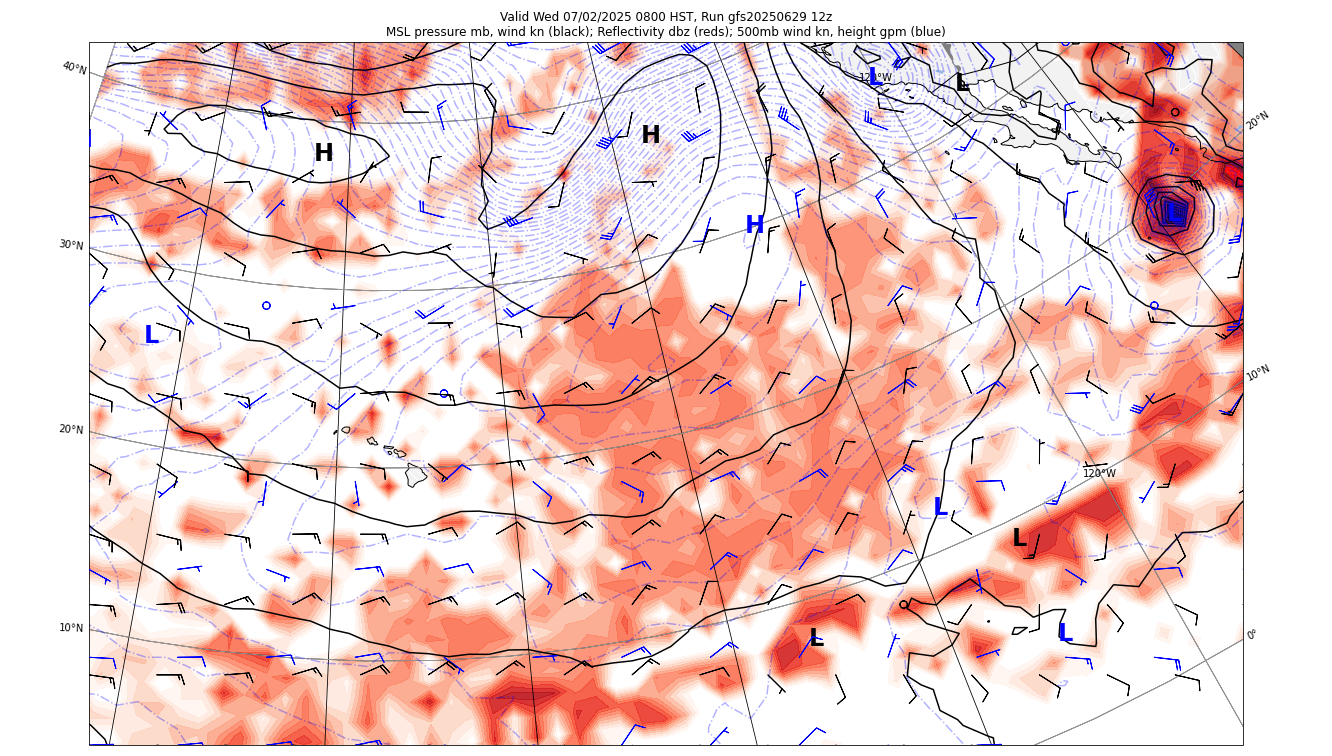 Valid Wed 07/02/2025 0800 HST, Run gfs20250629 12z
MSL pressure mb, wind kn (black); Reflectivity dbz (reds); 500mb wind kn, height gpm (blue)
40°N
120°W
L
L
20°N
H
H
H
30°N
L
10°N
20°N
120°W
L
L
10°N
L
L
0°